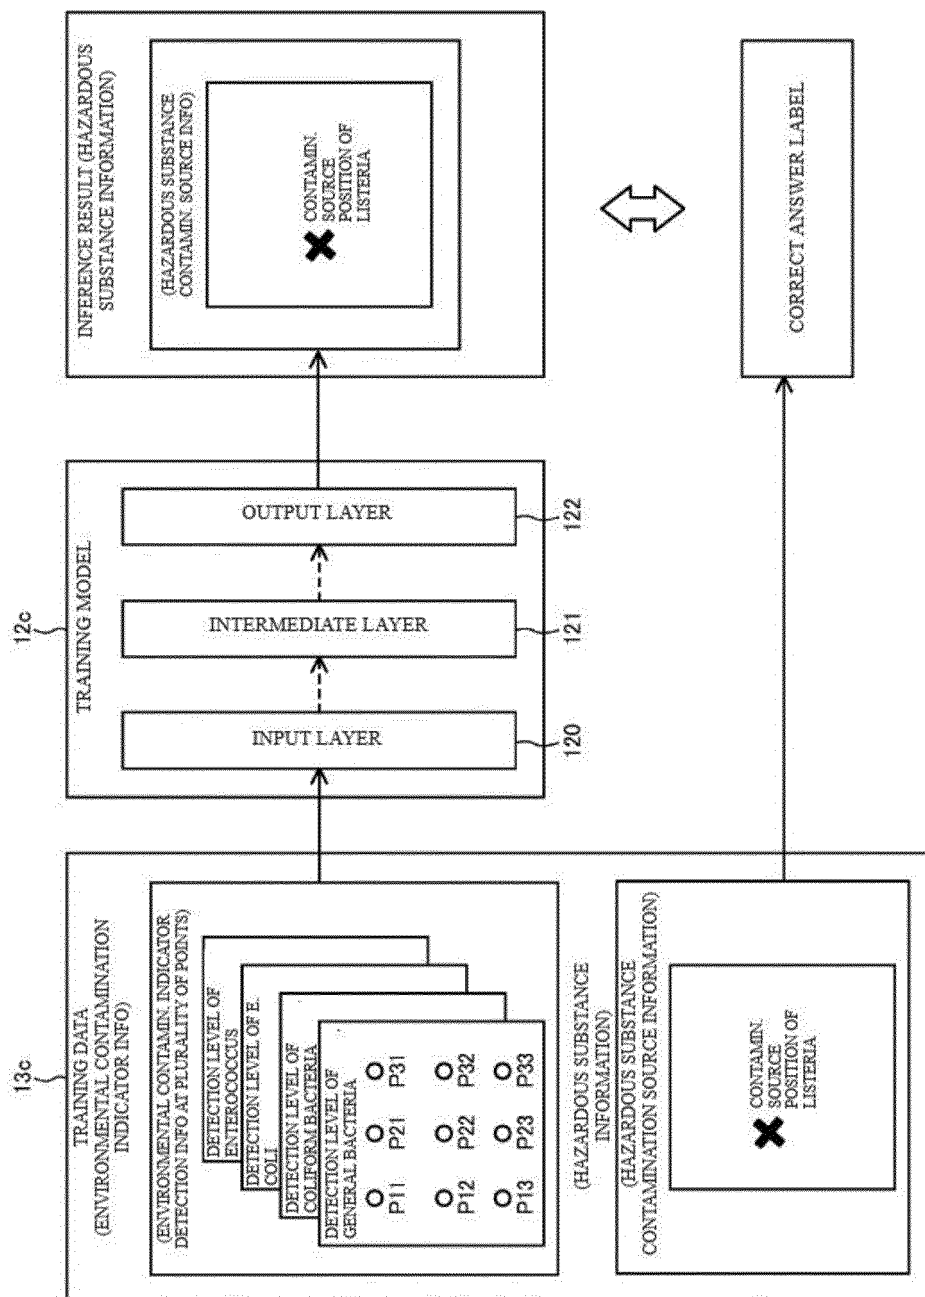 13c
TRAINING DATA
(ENVIRONMENTAL CONTAMINATION
INDICATOR INFO)
(ENVIRONMENTAL CONTAMIN. INDICATOR
DETECTION INFO AT PLURALITY OF POINTS)
DETECTION LEVEL OF
ENTEROCOCCUS
DETECTION LEVEL OF E.
COLI
DETECTION LEVEL OF
COLIFORM BACTERIA
DETECTION LEVEL OF
GENERAL BACTERIA
P11 P21 P31
P12 P22 P32
P13 P23 P33
(HAZARDOUS SUBSTANCE
INFORMATION)
(HAZARDOUS SUBSTANCE
CONTAMINATION SOURCE INFORMATION)
CONTAMIN.
SOURCE
POSITION OF
LISTERIA
12c
TRAINING MODEL
INPUT LAYER
120
INTERMEDIATE LAYER
121
OUTPUT LAYER
122
INFERENCE RESULT (HAZARDOUS
SUBSTANCE INFORMATION)
(HAZARDOUS SUBSTANCE
CONTAMIN. SOURCE INFO)
CONTAMIN.
SOURCE
POSITION OF
LISTERIA
CORRECT ANSWER LABEL